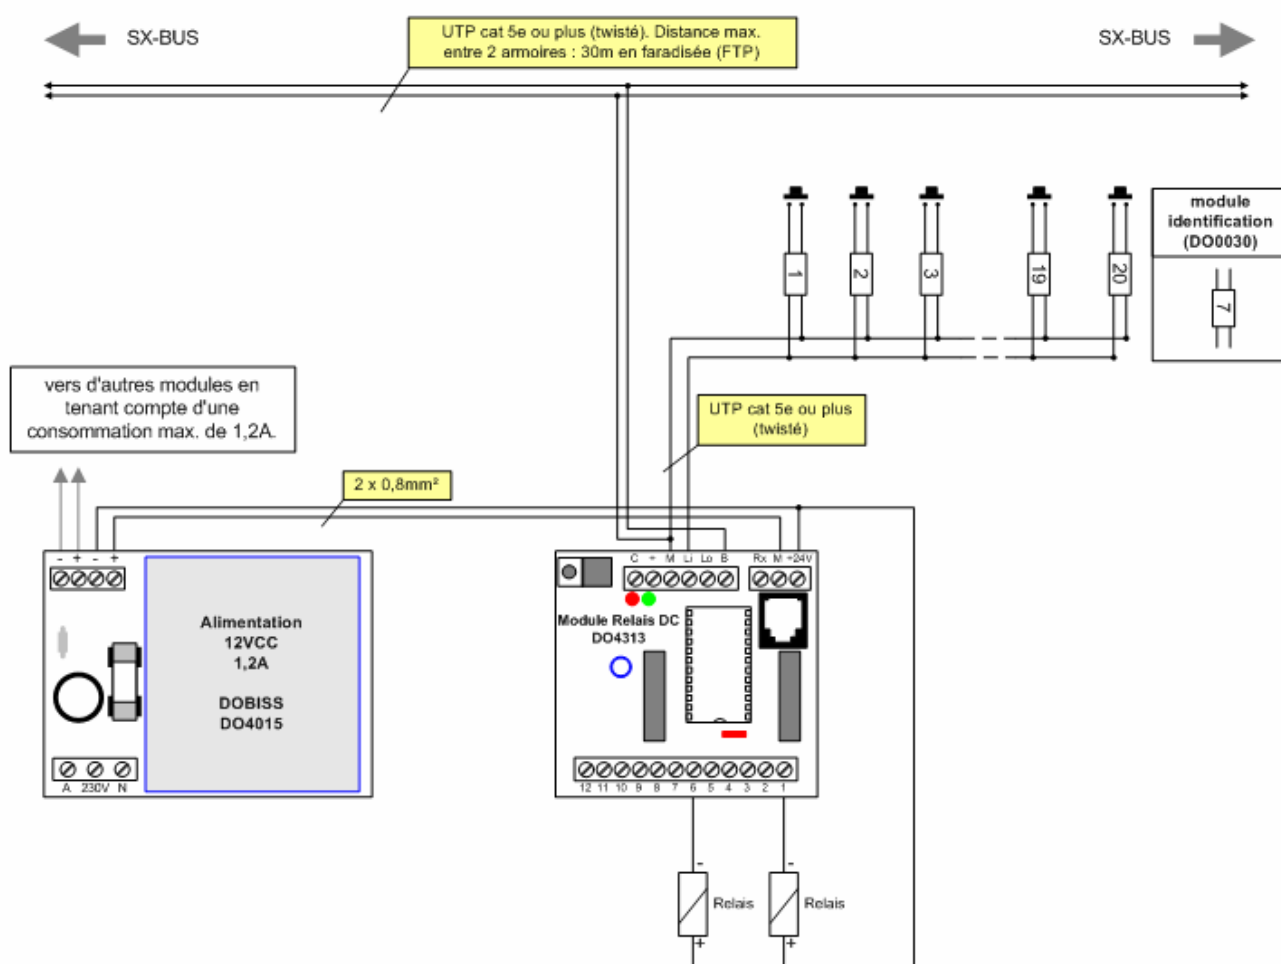 SX-BUS
UTP cat 5e ou plus (twisté). Distance max.
entre 2 armoires : 30m en faradisée (FTP)
SX-BUS
1
2
3
19
20
module
identification
(DO0030)
7
vers d'autres modules en
tenant compte d'une
consommation max. de 1,2A.
UTP cat 5e ou plus
(twisté)
2 x 0,8mm²
- + - +
Alimentation
12VCC
1,2A
DOBISS
DO4015
A 230V N
C + M Li Lo B
Rx M +24V
Module Relais DC
DO4313
12 11 10 9 8 7 6 5 4 3 2 1
- -
Relais Relais
+ +